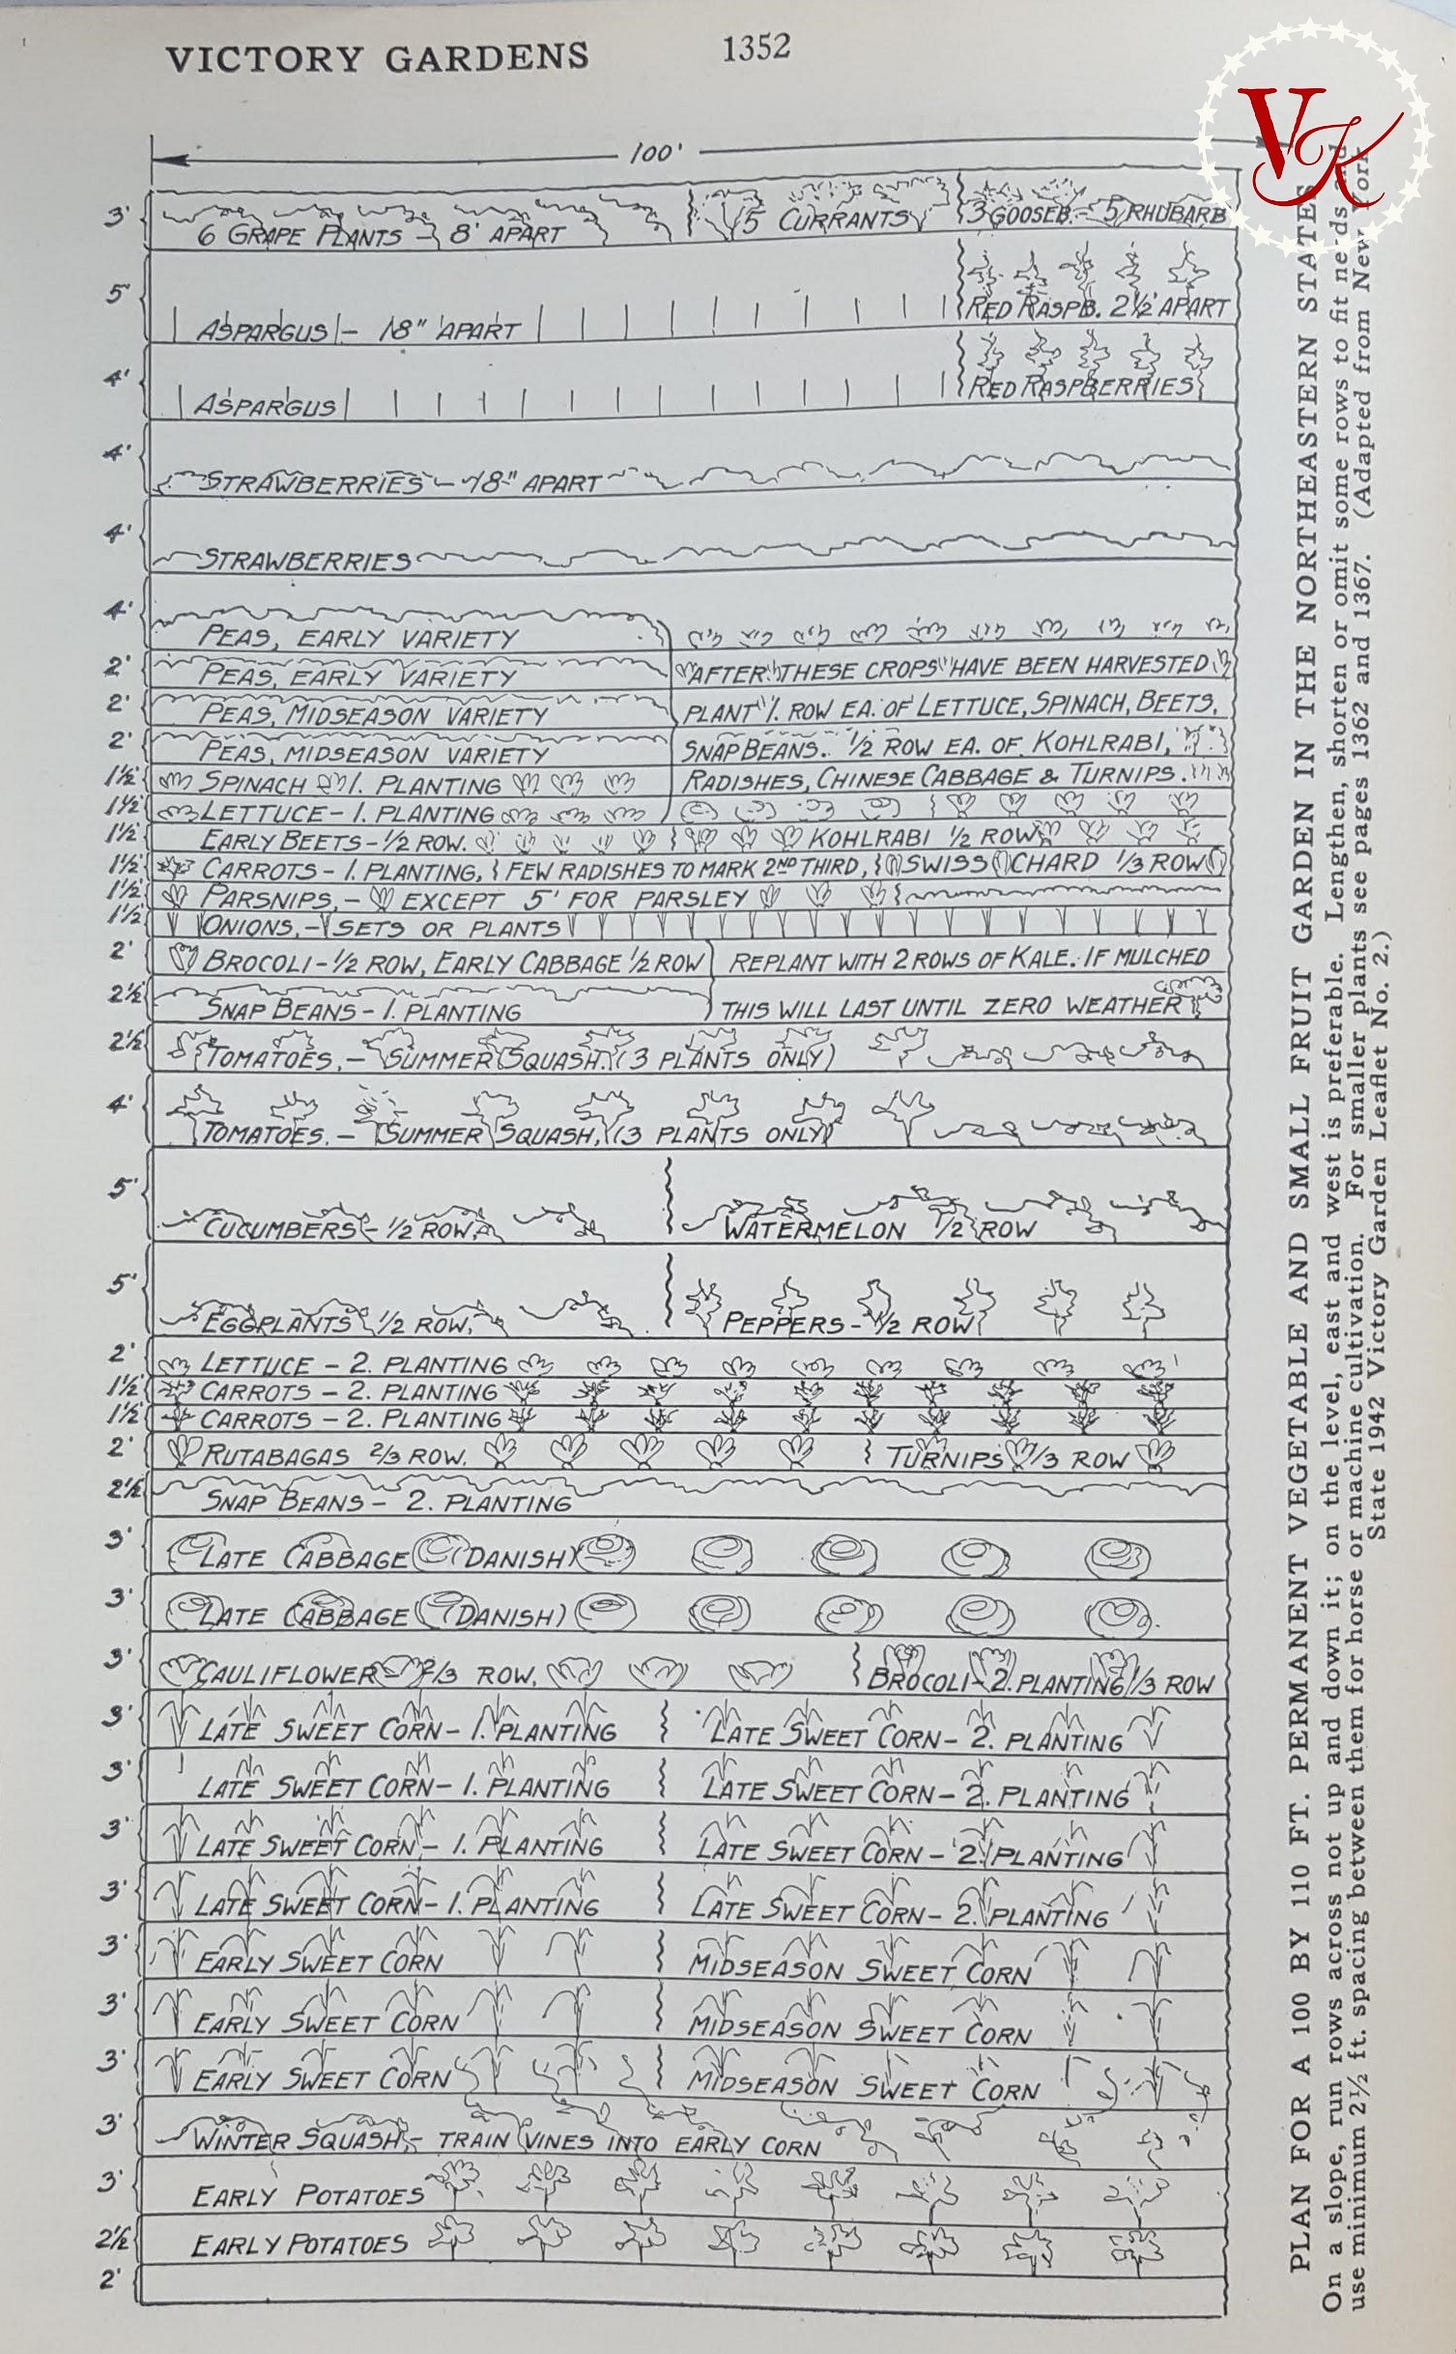 VICTORY GARDENS 1352
VK
100'
3' 6 GRAPE PLANTS - 8' APART 5 CURRANTS 3 GOOSEB. - 5 RHUBARB
5' ASPARGUS - 18" APART RED RASPB. 2½' APART
4' ASPARGUS RED RASPBERRIES
4' STRAWBERRIES - 18" APART
4' STRAWBERRIES
4' PEAS, EARLY VARIETY
2' PEAS, EARLY VARIETY AFTER THESE CROPS HAVE BEEN HARVESTED
2' PEAS, MIDSEASON VARIETY PLANT 1. ROW EA. OF LETTUCE, SPINACH, BEETS,
2' PEAS, MIDSEASON VARIETY SNAP BEANS. ½ ROW EA. OF KOHLRABI,
1½' SPINACH 1. PLANTING RADISHES, CHINESE CABBAGE & TURNIPS.
1½' LETTUCE - 1. PLANTING
1½' EARLY BEETS - ½ ROW. KOHLRABI ½ ROW
1½' CARROTS - 1. PLANTING, FEW RADISHES TO MARK 2ND THIRD, SWISS CHARD ⅓ ROW
1½' PARSNIPS, - EXCEPT 5' FOR PARSLEY
1½' ONIONS, - SETS OR PLANTS
2' BROCOLI - ½ ROW, EARLY CABBAGE ½ ROW REPLANT WITH 2 ROWS OF KALE. IF MULCHED
2½' SNAP BEANS - 1. PLANTING THIS WILL LAST UNTIL ZERO WEATHER
2½' TOMATOES, - SUMMER SQUASH. (3 PLANTS ONLY)
4' TOMATOES. - SUMMER SQUASH, (3 PLANTS ONLY)
5' CUCUMBERS - ½ ROW, WATERMELON ½ ROW
5' EGGPLANTS ½ ROW, PEPPERS - ½ ROW
2' LETTUCE - 2. PLANTING
1½' CARROTS - 2. PLANTING
1½' CARROTS - 2. PLANTING
2' RUTABAGAS ⅔ ROW. TURNIPS ⅓ ROW
2½' SNAP BEANS - 2. PLANTING
3' LATE CABBAGE (DANISH)
3' LATE CABBAGE (DANISH)
3' CAULIFLOWER ⅔ ROW, BROCOLI - 2. PLANTING ⅓ ROW
3' LATE SWEET CORN - 1. PLANTING LATE SWEET CORN - 2. PLANTING
3' LATE SWEET CORN - 1. PLANTING LATE SWEET CORN - 2. PLANTING
3' LATE SWEET CORN - 1. PLANTING LATE SWEET CORN - 2. PLANTING
3' LATE SWEET CORN - 1. PLANTING LATE SWEET CORN - 2. PLANTING
3' EARLY SWEET CORN MIDSEASON SWEET CORN
3' EARLY SWEET CORN MIDSEASON SWEET CORN
3' EARLY SWEET CORN MIDSEASON SWEET CORN
3' WINTER SQUASH - TRAIN VINES INTO EARLY CORN
3' EARLY POTATOES
2½' EARLY POTATOES
2'
PLAN FOR A 100 BY 110 FT. PERMANENT VEGETABLE AND SMALL FRUIT GARDEN IN THE NORTHEASTERN STATES
On a slope, run rows across not up and down it; on the level, east and west is preferable. Lengthen, shorten or omit some rows to fit needs and
use minimum 2½ ft. spacing between them for horse or machine cultivation. For smaller plants see pages 1362 and 1367. (Adapted from New York
State 1942 Victory Garden Leaflet No. 2.)